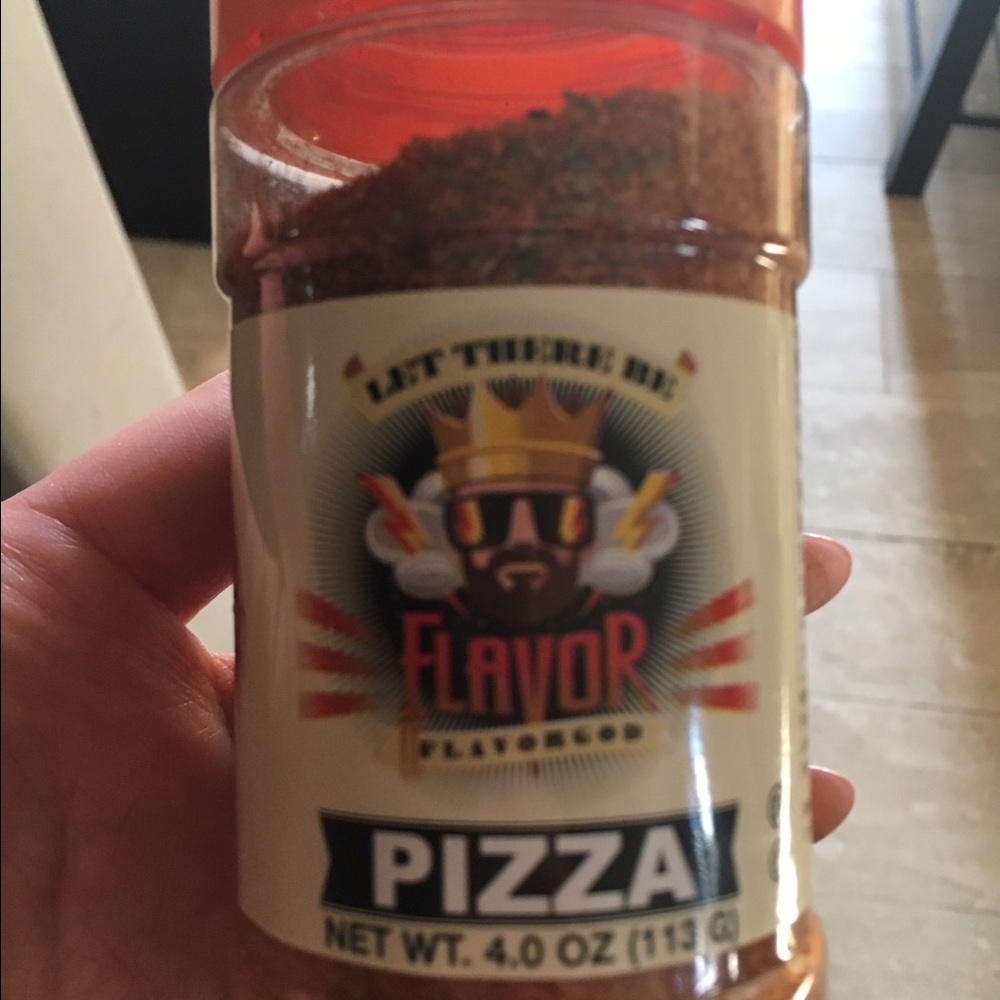 LET THERE BE
FLAVOR
FLAVORGOD
PIZZA
NET WT. 4.0 OZ (113 G)